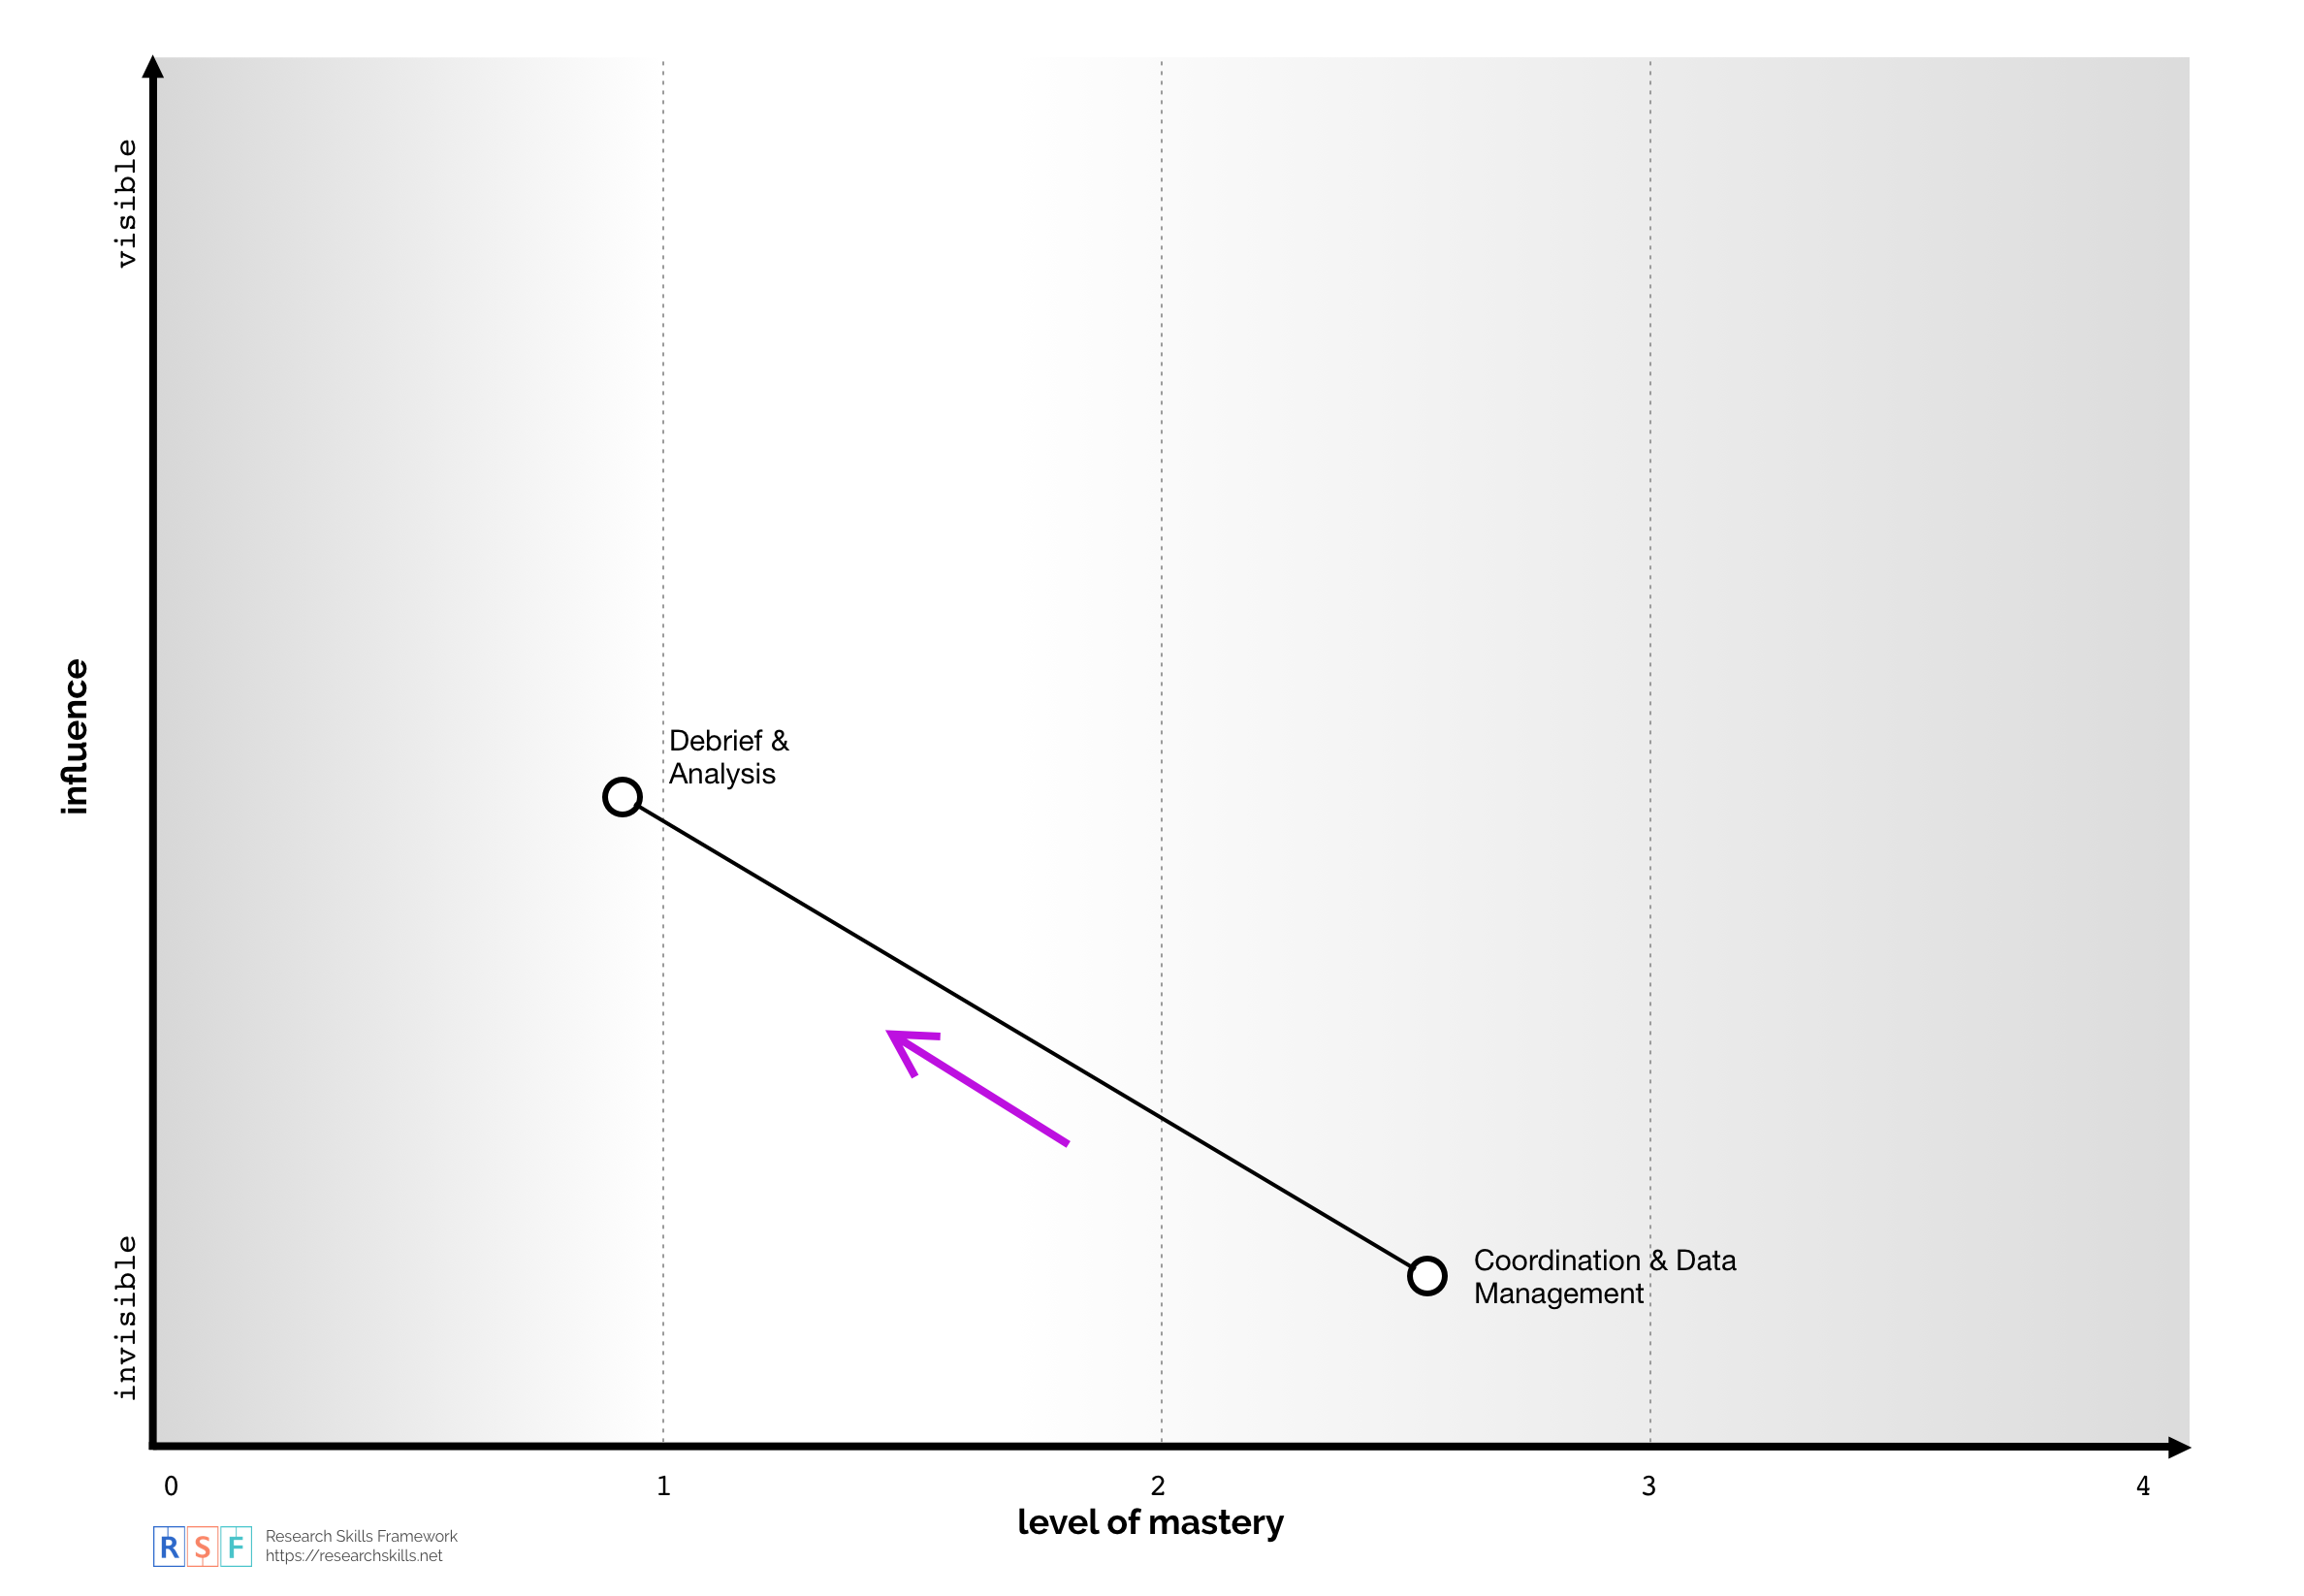 visible
influence
Debrief &
Analysis
Coordination & Data
Management
invisible
0 1 2 3 4
level of mastery
R S F
Research Skills Framework
https://researchskills.net